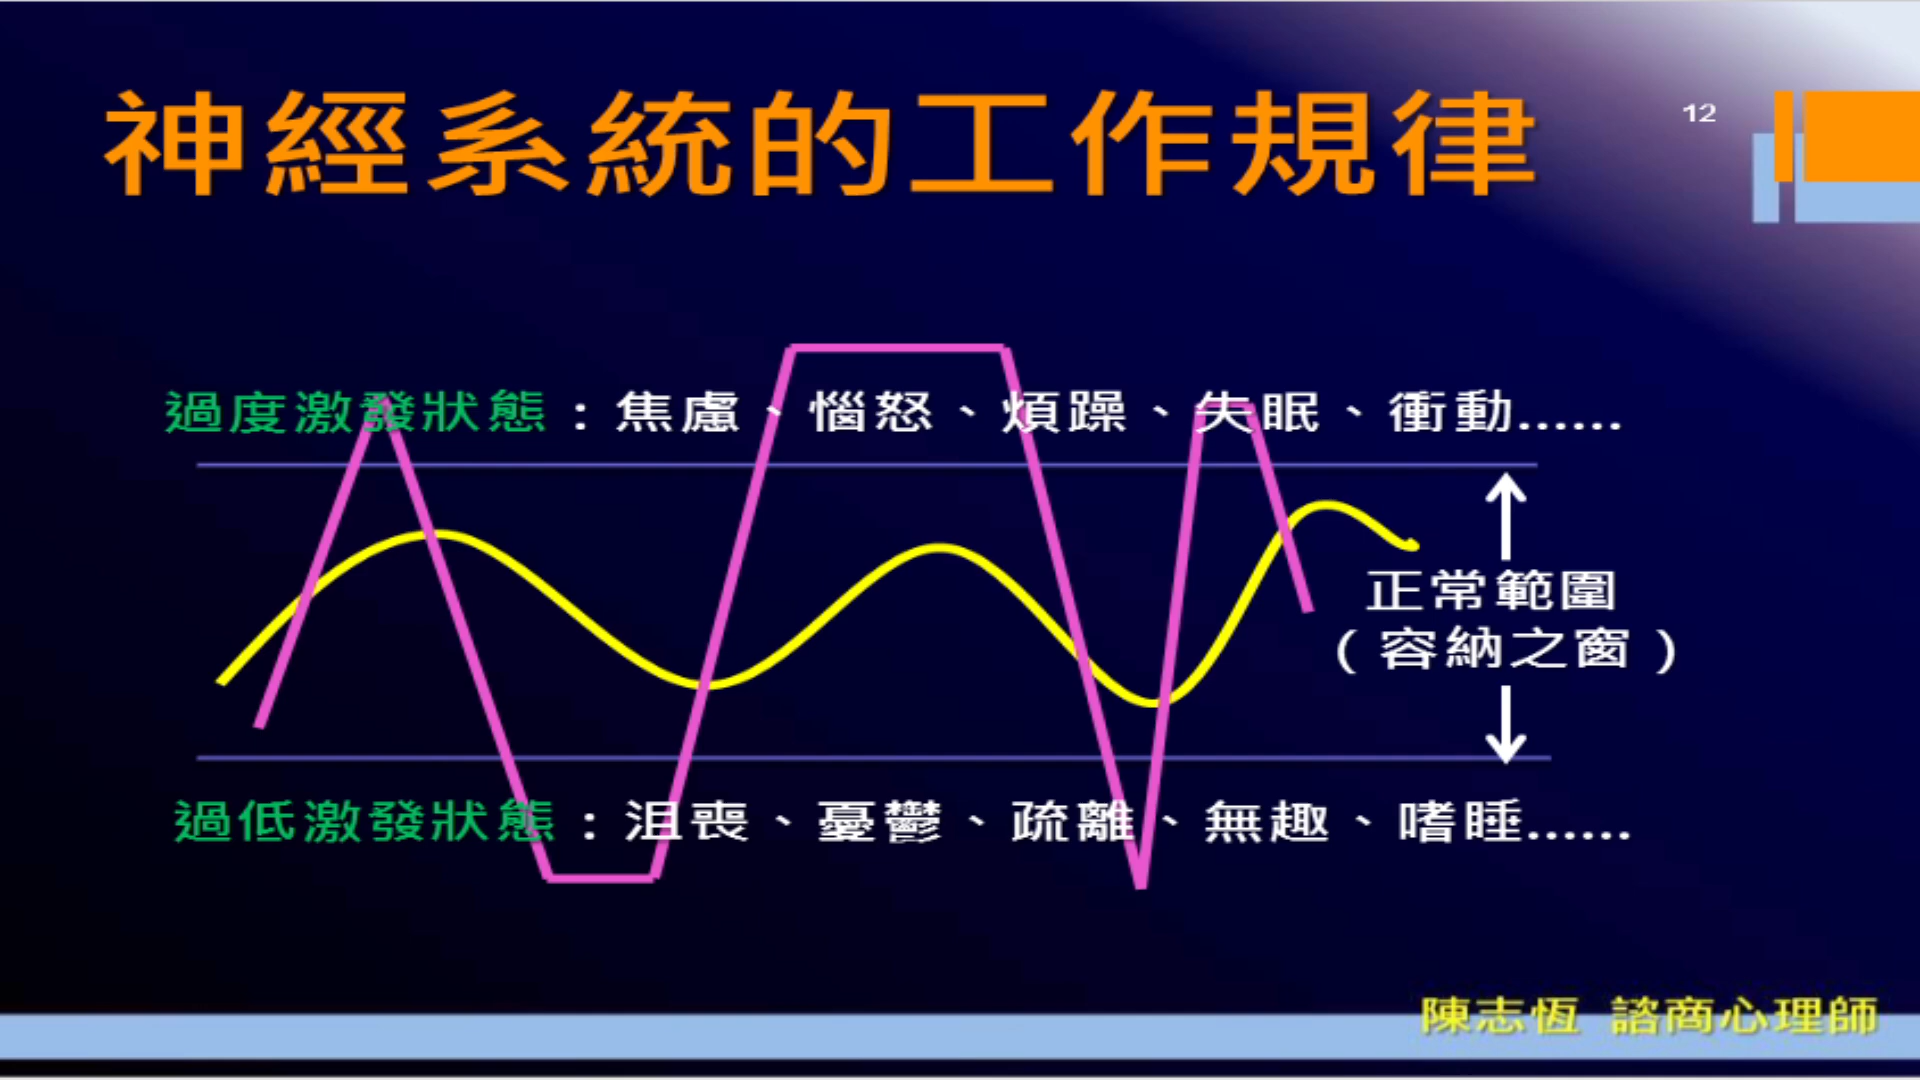 神經系統的工作規律
12
過度激發狀態：焦慮、惱怒、煩躁、失眠、衝動......
正常範圍
（容納之窗）
過低激發狀態：沮喪、憂鬱、疏離、無趣、嗜睡......
陳志恆 諮商心理師